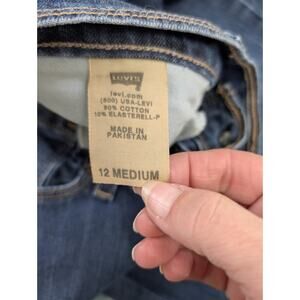 LEVI'S
levi.com
(800) USA-LEVI
90% COTTON
10% ELASTERELL-P
MADE IN
PAKISTAN
12 MEDIUM